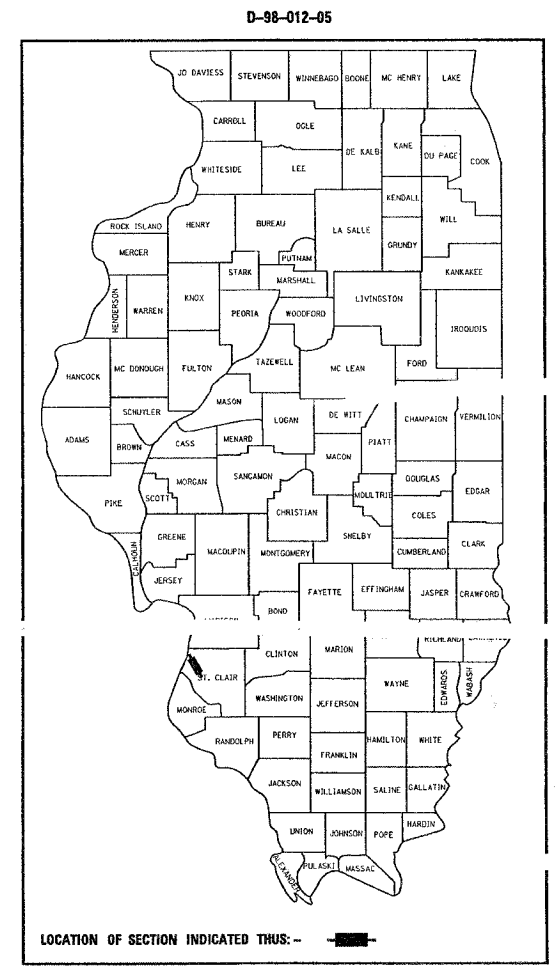 D-98-012-05
JO DAVIESS STEVENSON WINNEBAGO BOONE MC HENRY LAKE
CARROLL OGLE DE KALB KANE DU PAGE COOK
WHITESIDE LEE
KENDALL WILL
ROCK ISLAND HENRY BUREAU LA SALLE GRUNDY
MERCER PUTNAM
STARK MARSHALL KANKAKEE
HENDERSON WARREN KNOX PEORIA WOODFORD LIVINGSTON IROQUOIS
HANCOCK MC DONOUGH FULTON TAZEWELL MC LEAN FORD
MASON
SCHUYLER LOGAN DE WITT CHAMPAIGN VERMILION
ADAMS BROWN CASS MENARD MACON PIATT
PIKE SCOTT MORGAN SANGAMON MOULTRIE DOUGLAS EDGAR
CHRISTIAN COLES
CALHOUN GREENE MACOUPIN MONTGOMERY SHELBY CUMBERLAND CLARK
JERSEY FAYETTE EFFINGHAM JASPER CRAWFORD
BOND
CLINTON MARION RICHLAND
ST. CLAIR WAYNE EDWARDS WABASH
MONROE WASHINGTON JEFFERSON
RANDOLPH PERRY HAMILTON WHITE
FRANKLIN
JACKSON WILLIAMSON SALINE GALLATIN
UNION JOHNSON POPE HARDIN
ALEXANDER PULASKI MASSAC
LOCATION OF SECTION INDICATED THUS: -